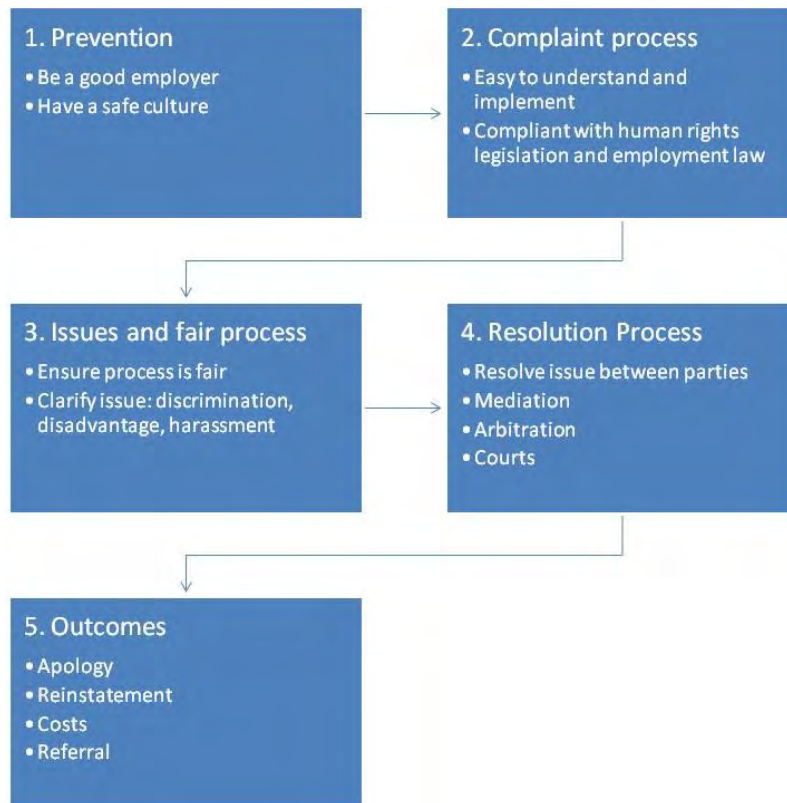 1. Prevention
• Be a good employer
• Have a safe culture
2. Complaint process
• Easy to understand and
implement
• Compliant with human rights
legislation and employment law
3. Issues and fair process
• Ensure process is fair
• Clarify issue: discrimination,
disadvantage, harassment
4. Resolution Process
• Resolve issue between parties
• Mediation
• Arbitration
• Courts
5. Outcomes
• Apology
• Reinstatement
• Costs
• Referral